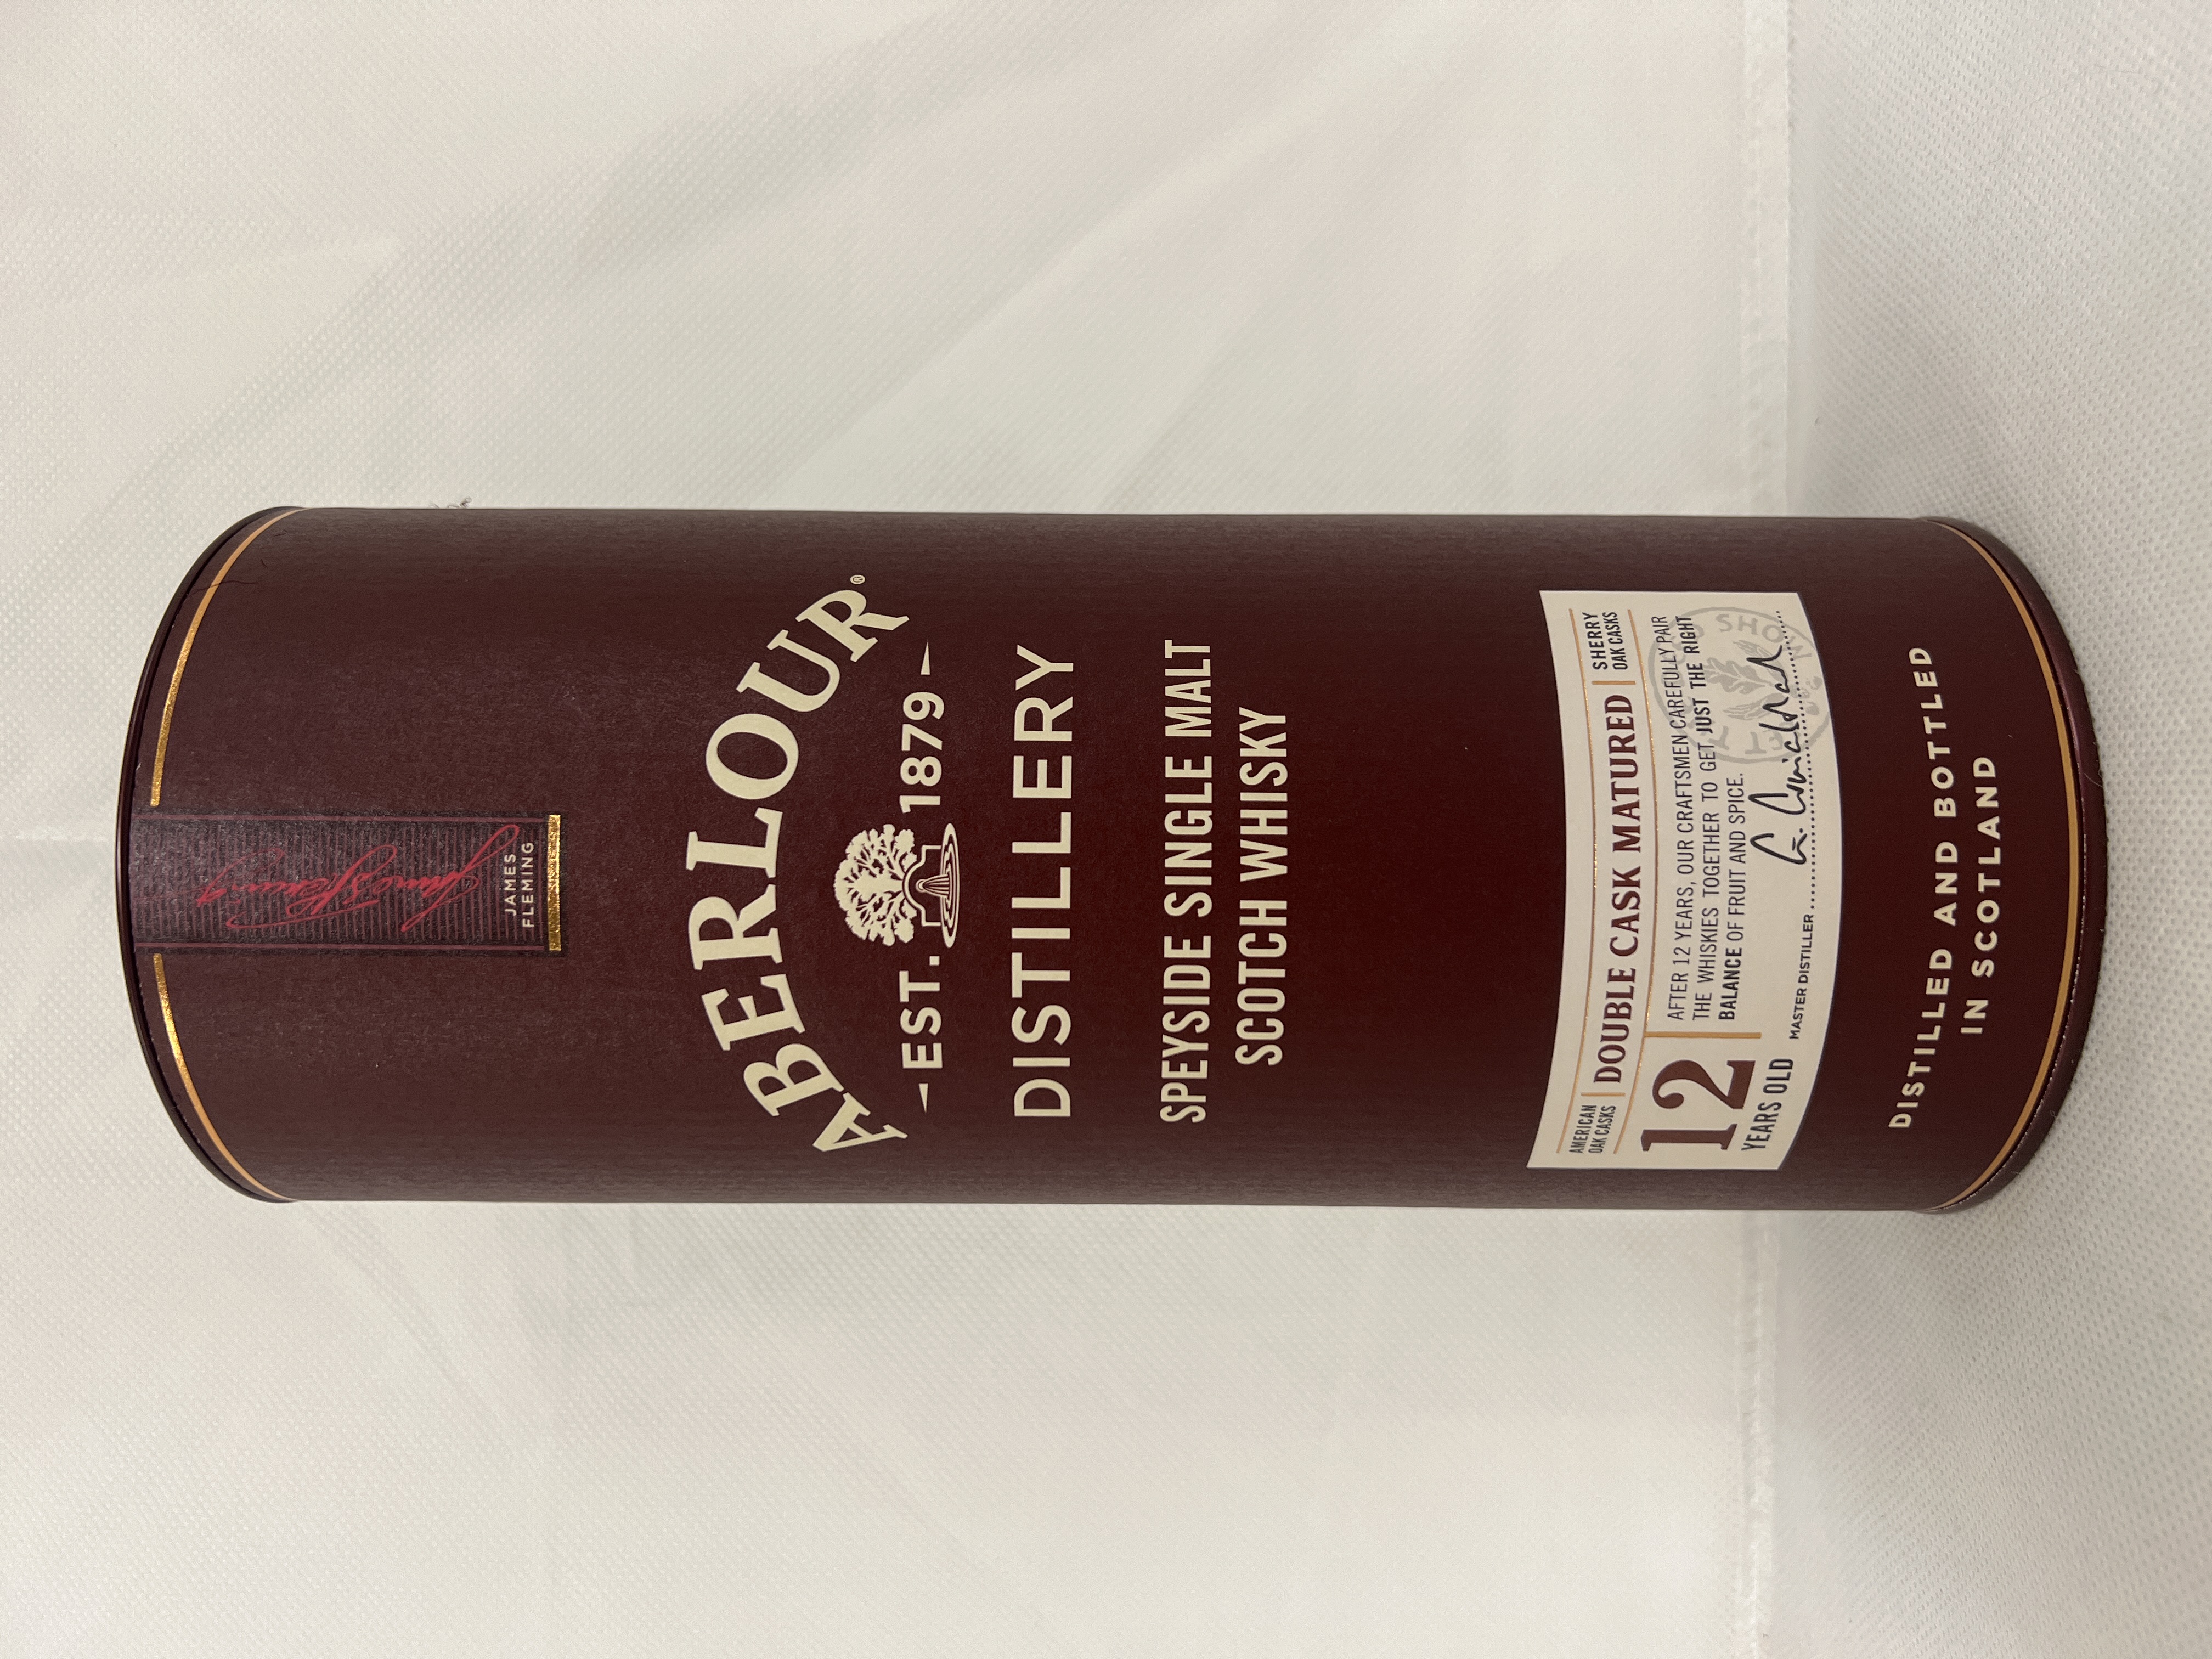 James Fleming
JAMES
FLEMING
ABERLOUR®
EST. 1879
DISTILLERY
SPEYSIDE SINGLE MALT
SCOTCH WHISKY
AMERICAN
OAK CASKS
DOUBLE CASK MATURED
SHERRY
OAK CASKS
12
YEARS OLD
AFTER 12 YEARS, OUR CRAFTSMEN CAREFULLY PAIR
THE WHISKIES TOGETHER TO GET JUST THE RIGHT
BALANCE OF FRUIT AND SPICE.
MASTER DISTILLER
DISTILLED AND BOTTLED
IN SCOTLAND